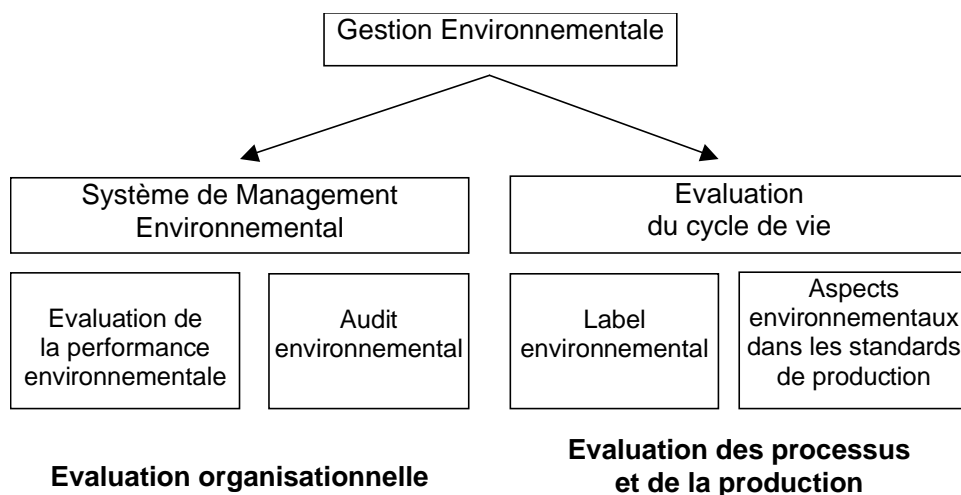 Gestion Environnementale
Système de Management
Environnemental
Evaluation
du cycle de vie
Evaluation de
la performance
environnementale
Audit
environnemental
Label
environnemental
Aspects
environnementaux
dans les standards
de production
Evaluation organisationnelle
Evaluation des processus
et de la production